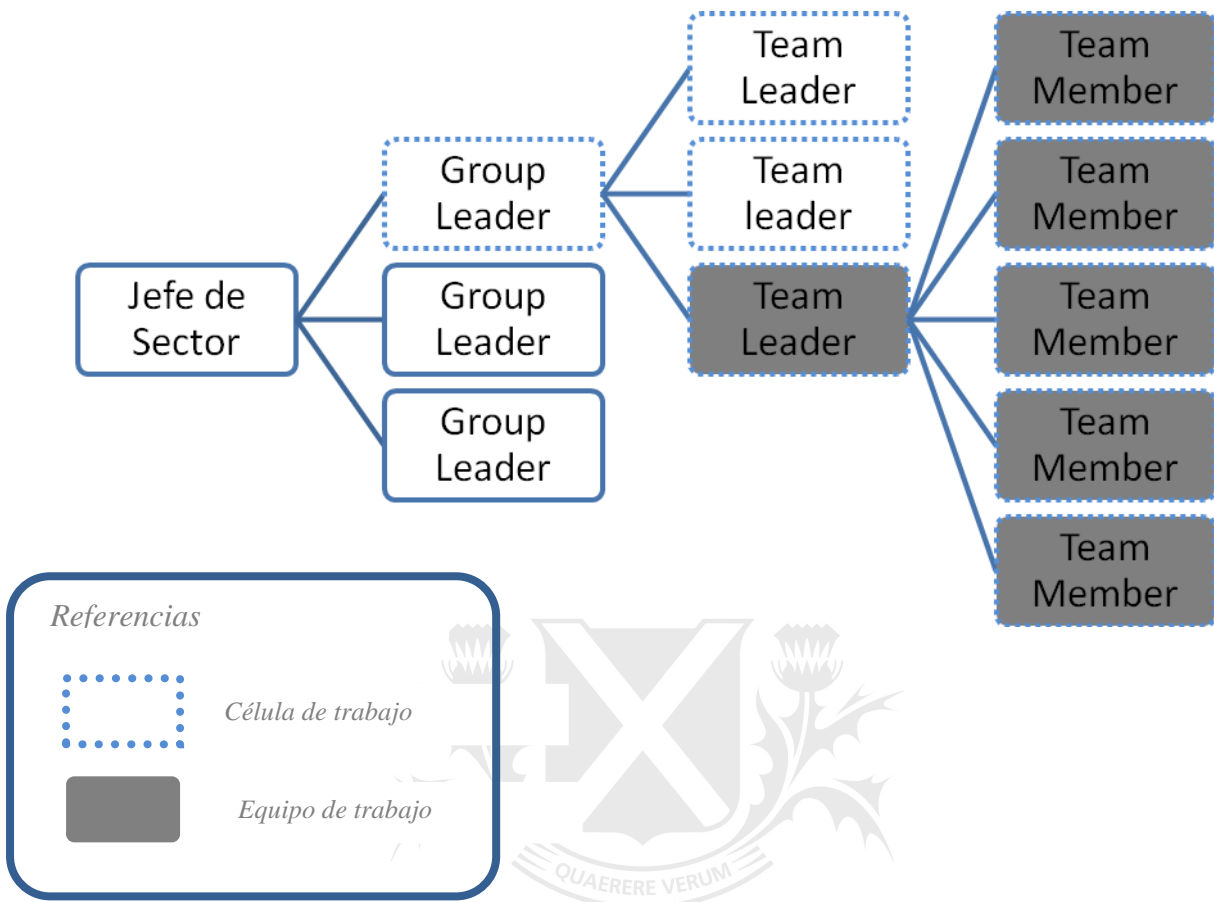 Jefe de
Sector
Group
Leader
Group
Leader
Group
Leader
Team
Leader
Team
leader
Team
Leader
Team
Member
Team
Member
Team
Member
Team
Member
Team
Member
Referencias
Célula de trabajo
Equipo de trabajo
QUAERERE VERUM